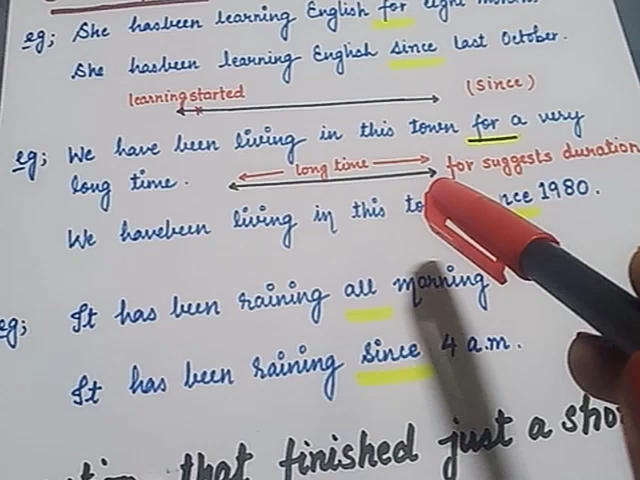 eg; She hasbeen learning English for eight
She hasbeen learning English since last October.
learning started (since)
eg; We have been living in this town for a very
long time. long time for suggests duration
We havebeen living in this 1980.
eg; It has been raining all morning
It has been raining since 4 a.m.
that finished just a